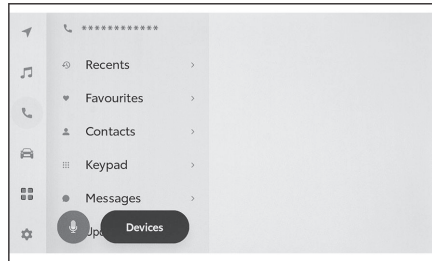 ************
Recents
Favourites
Contacts
Keypad
Messages
Devices